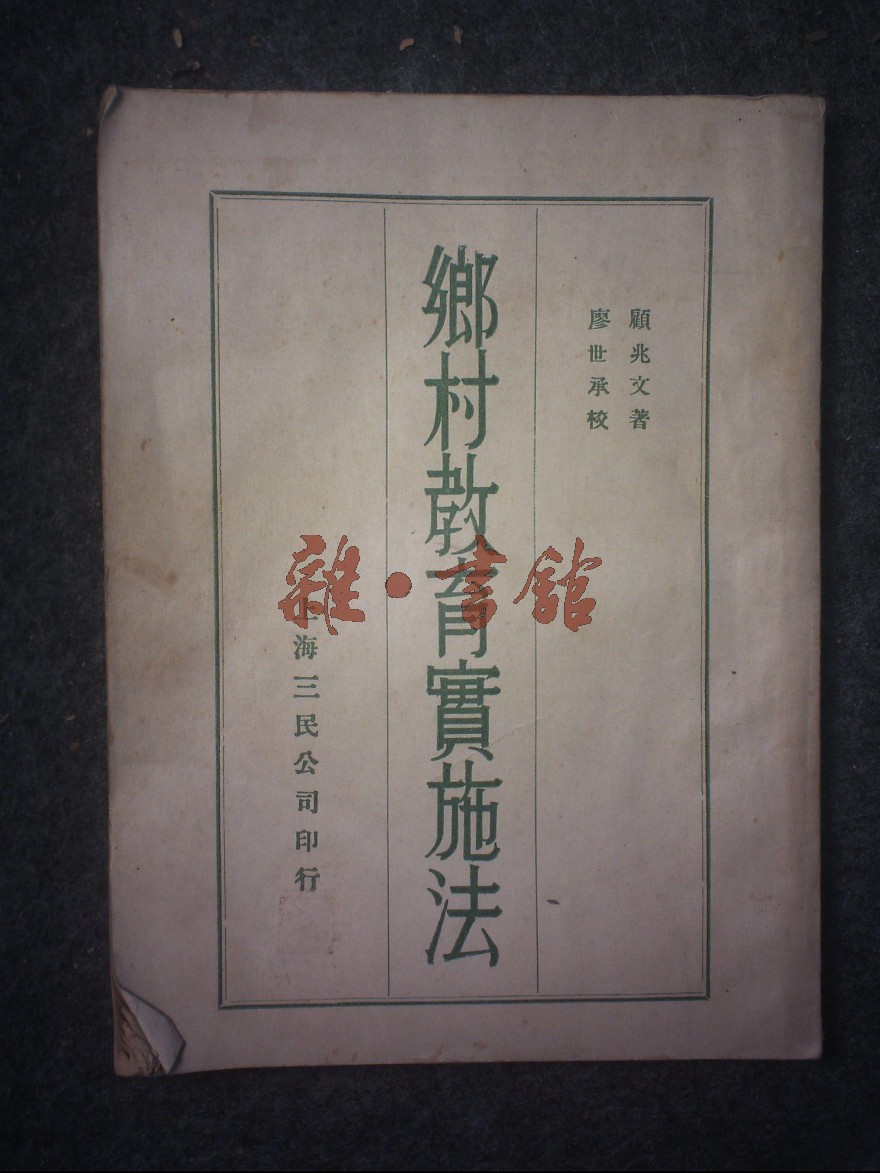 顧兆文著
廖世承校
鄉村教育實施法
上海三民公司印行
雜·書館